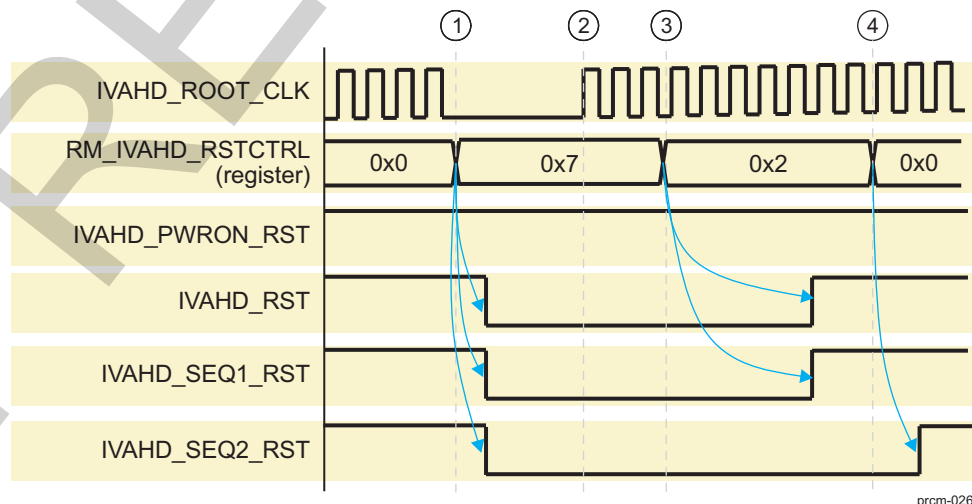 1 2 3 4
IVAHD_ROOT_CLK
RM_IVAHD_RSTCTRL
(register)
0x0 0x7 0x2 0x0
IVAHD_PWRON_RST
IVAHD_RST
IVAHD_SEQ1_RST
IVAHD_SEQ2_RST
prcm-026